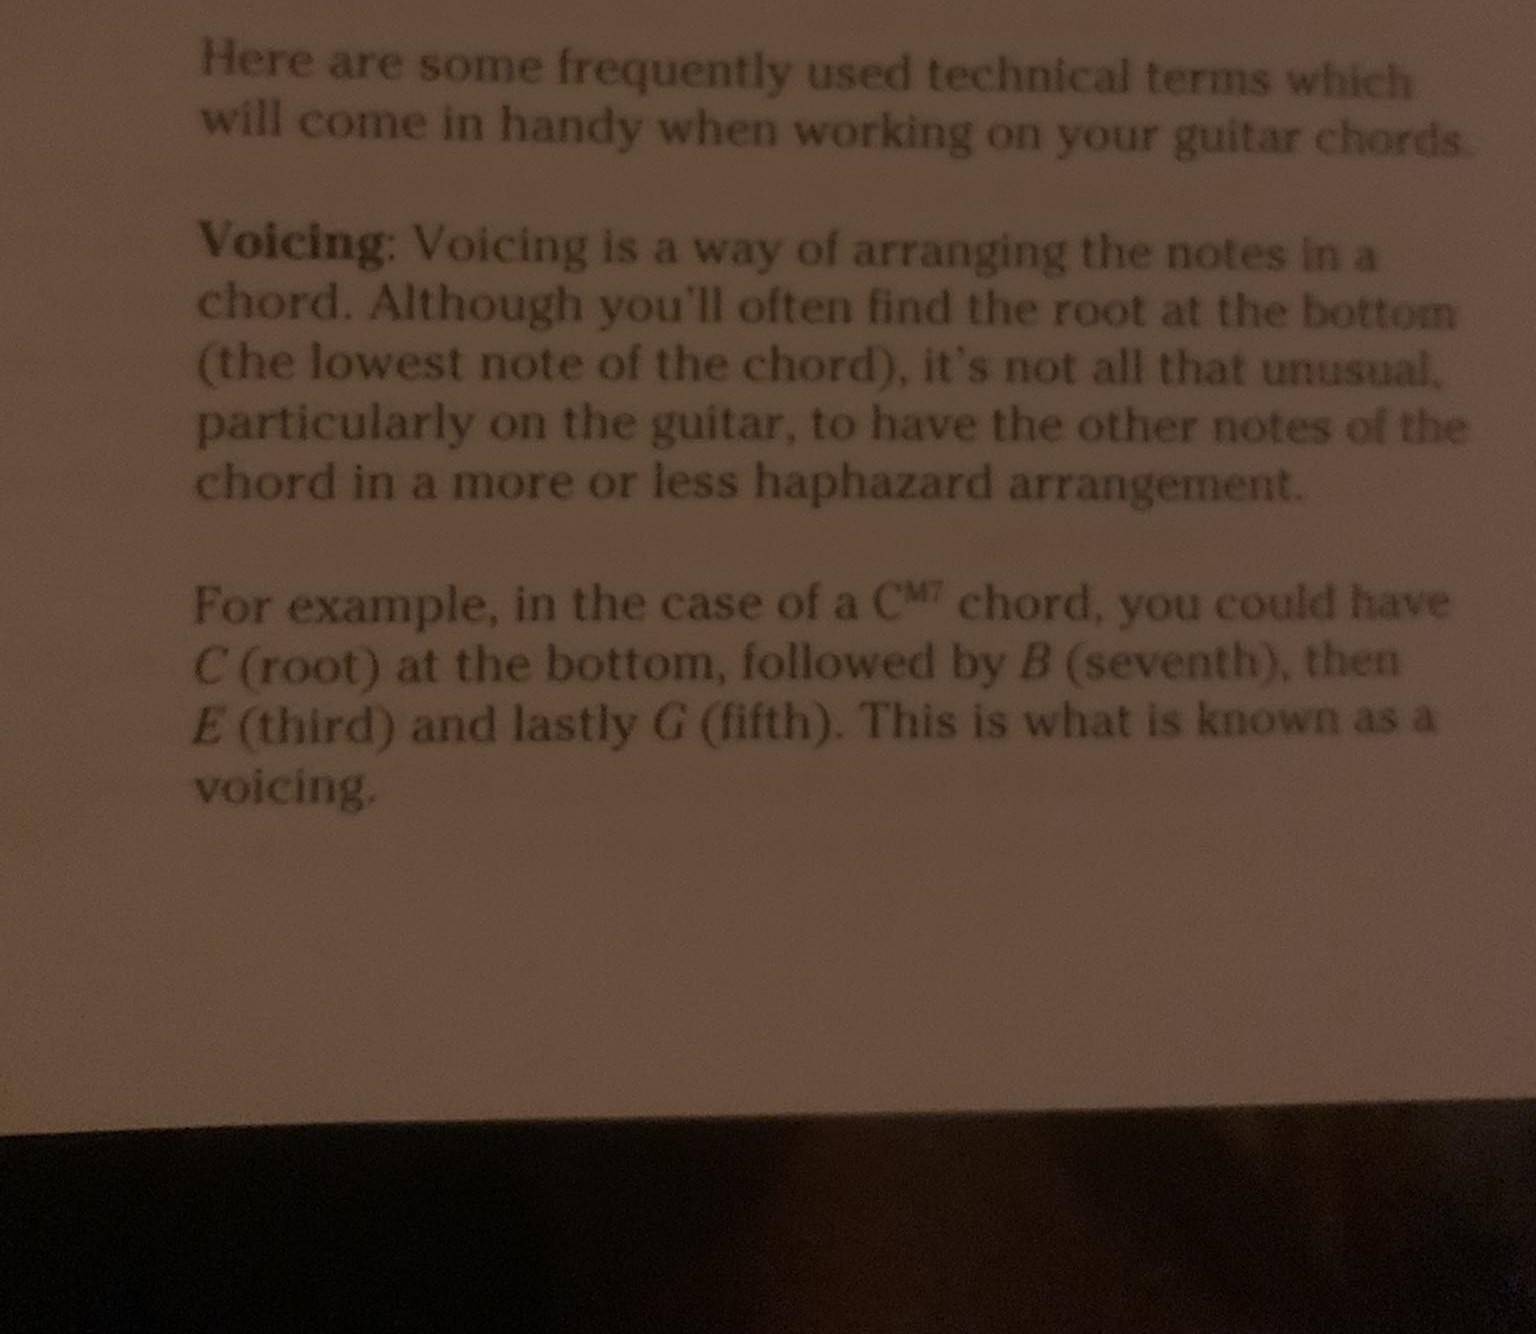 Here are some frequently used technical terms which
will come in handy when working on your guitar chords.
Voicing: Voicing is a way of arranging the notes in a
chord. Although you'll often find the root at the bottom
(the lowest note of the chord), it's not all that unusual,
particularly on the guitar, to have the other notes of the
chord in a more or less haphazard arrangement.
For example, in the case of a Cᴹ⁷ chord, you could have
C (root) at the bottom, followed by B (seventh), then
E (third) and lastly G (fifth). This is what is known as a
voicing.